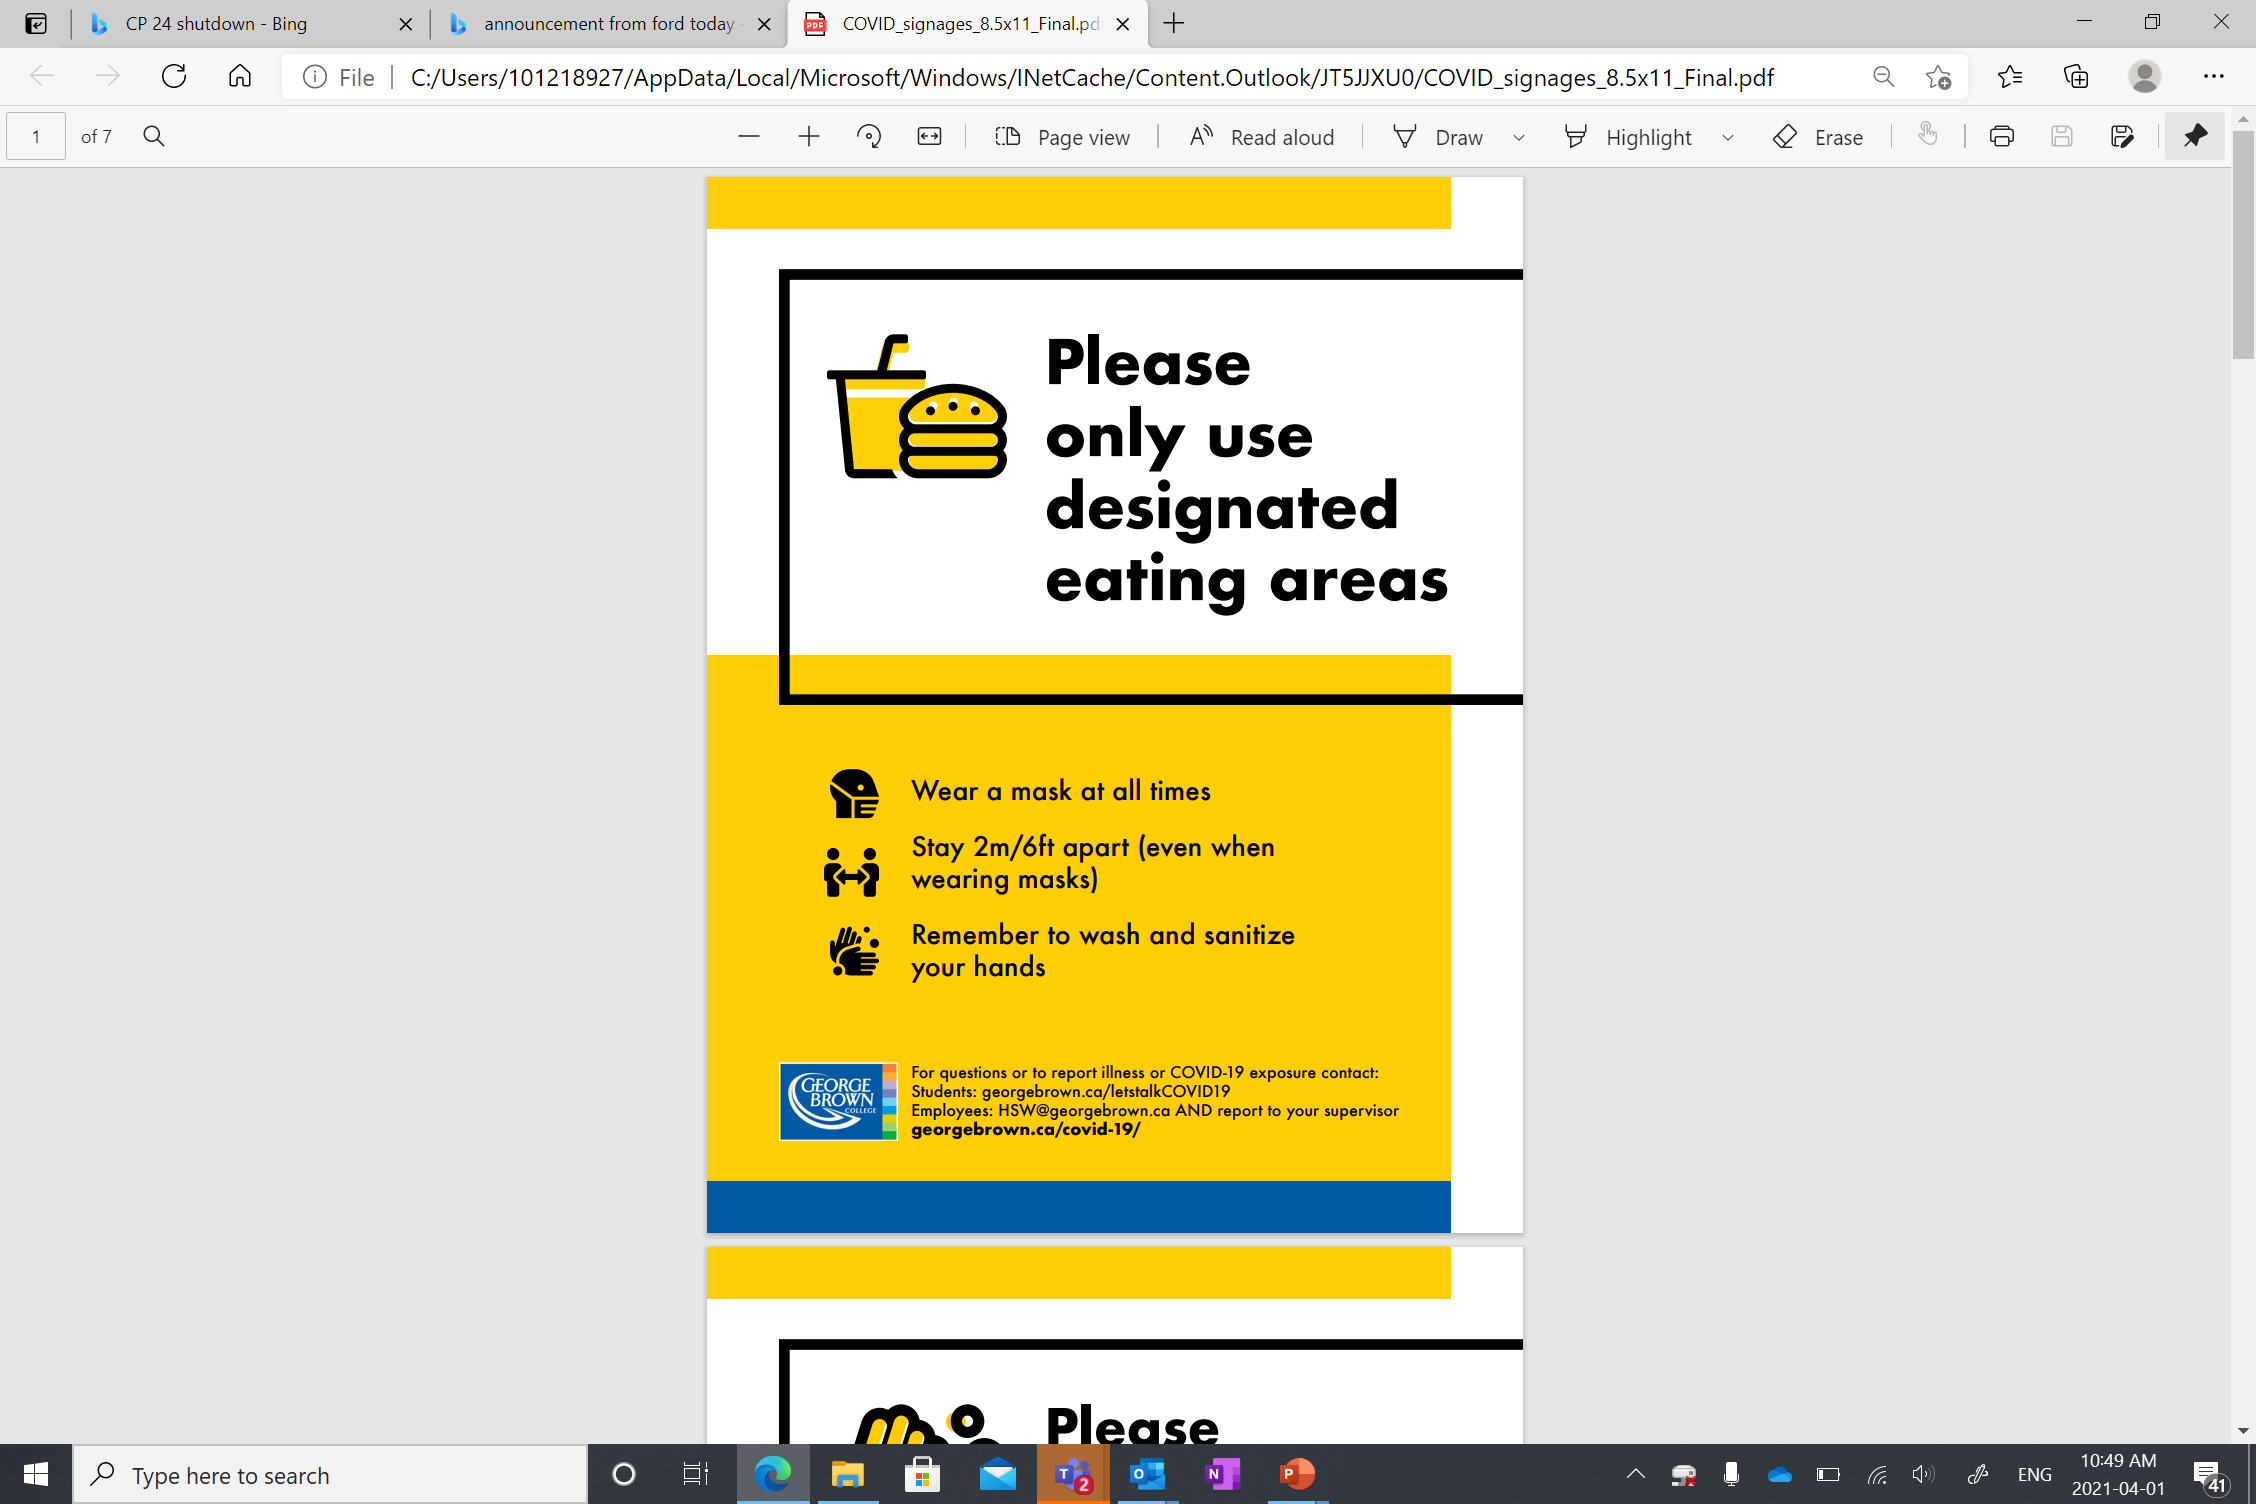 CP 24 shutdown - Bing
announcement from ford today -
COVID_signages_8.5x11_Final.pd
File
C:/Users/101218927/AppData/Local/Microsoft/Windows/INetCache/Content.Outlook/JT5JJXU0/COVID_signages_8.5x11_Final.pdf
1 of 7
Page view
Read aloud
Draw
Highlight
Erase
Please
only use
designated
eating areas
Wear a mask at all times
Stay 2m/6ft apart (even when
wearing masks)
Remember to wash and sanitize
your hands
GEORGE
BROWN
COLLEGE
For questions or to report illness or COVID-19 exposure contact:
Students: georgebrown.ca/letstalkCOVID19
Employees: HSW@georgebrown.ca AND report to your supervisor
georgebrown.ca/covid-19/
Please
Type here to search
2
ENG
10:49 AM
2021-04-01
41